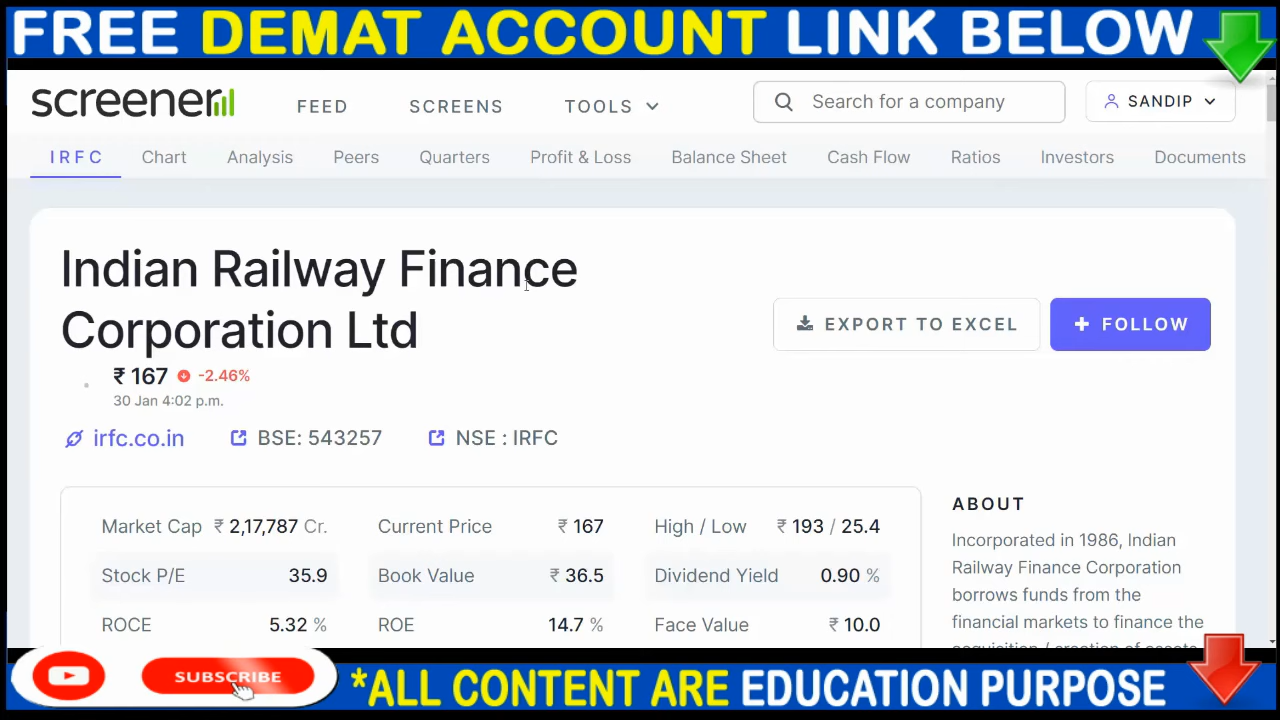 FREE DEMAT ACCOUNT LINK BELOW
screener FEED SCREENS TOOLS Search for a company SANDIP
IRFC Chart Analysis Peers Quarters Profit & Loss Balance Sheet Cash Flow Ratios Investors Documents
Indian Railway Finance
Corporation Ltd
EXPORT TO EXCEL + FOLLOW
₹ 167 -2.46%
30 Jan 4:02 p.m.
irfc.co.in BSE: 543257 NSE : IRFC
Market Cap ₹ 2,17,787 Cr. Current Price ₹ 167 High / Low ₹ 193 / 25.4
Stock P/E 35.9 Book Value ₹ 36.5 Dividend Yield 0.90 %
ROCE 5.32 % ROE 14.7 % Face Value ₹ 10.0
ABOUT
Incorporated in 1986, Indian
Railway Finance Corporation
borrows funds from the
financial markets to finance the
acquisition / creation of assets
SUBSCRIBE
*ALL CONTENT ARE EDUCATION PURPOSE